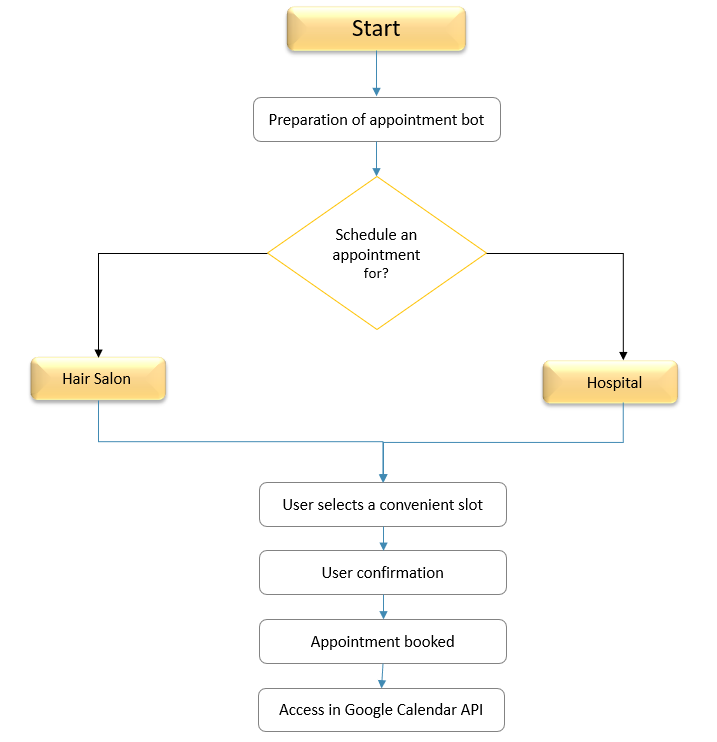 Start
Preparation of appointment bot
Schedule an
appointment
for?
Hair Salon
Hospital
User selects a convenient slot
User confirmation
Appointment booked
Access in Google Calendar API